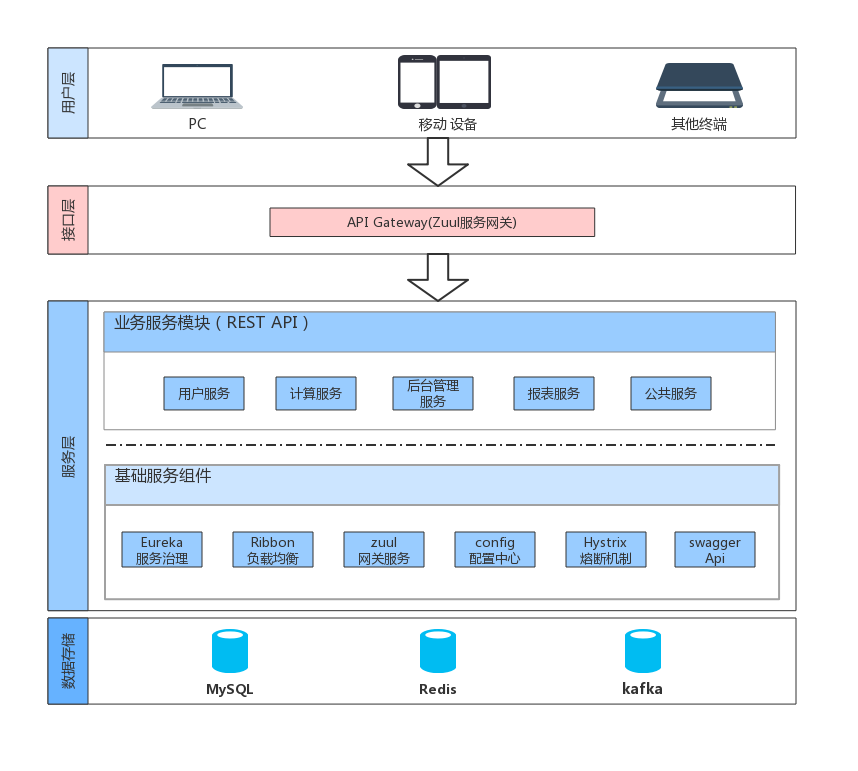 用户层
PC
移动 设备
其他终端
接口层
API Gateway(Zuul服务网关)
服务层
业务服务模块（REST API）
用户服务
计算服务
后台管理
服务
报表服务
公共服务
基础服务组件
Eureka
服务治理
Ribbon
负载均衡
zuul
网关服务
config
配置中心
Hystrix
熔断机制
swagger
Api
数据存储
MySQL
Redis
kafka